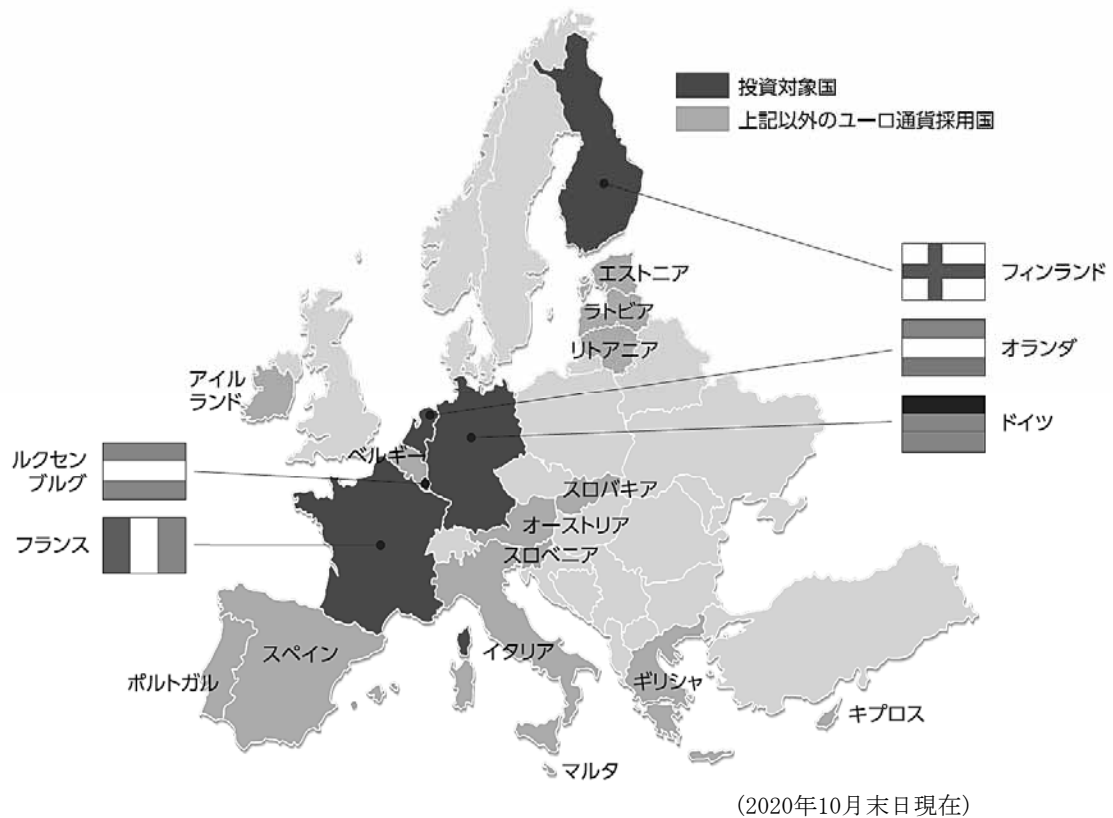 投資対象国
上記以外のユーロ通貨採用国
フィンランド
エストニア
ラトビア
リトアニア
オランダ
アイル
ランド
ドイツ
ベルギー
ルクセン
ブルグ
スロバキア
オーストリア
フランス
スロベニア
スペイン
イタリア
ポルトガル
ギリシャ
キプロス
マルタ
(2020年10月末日現在)